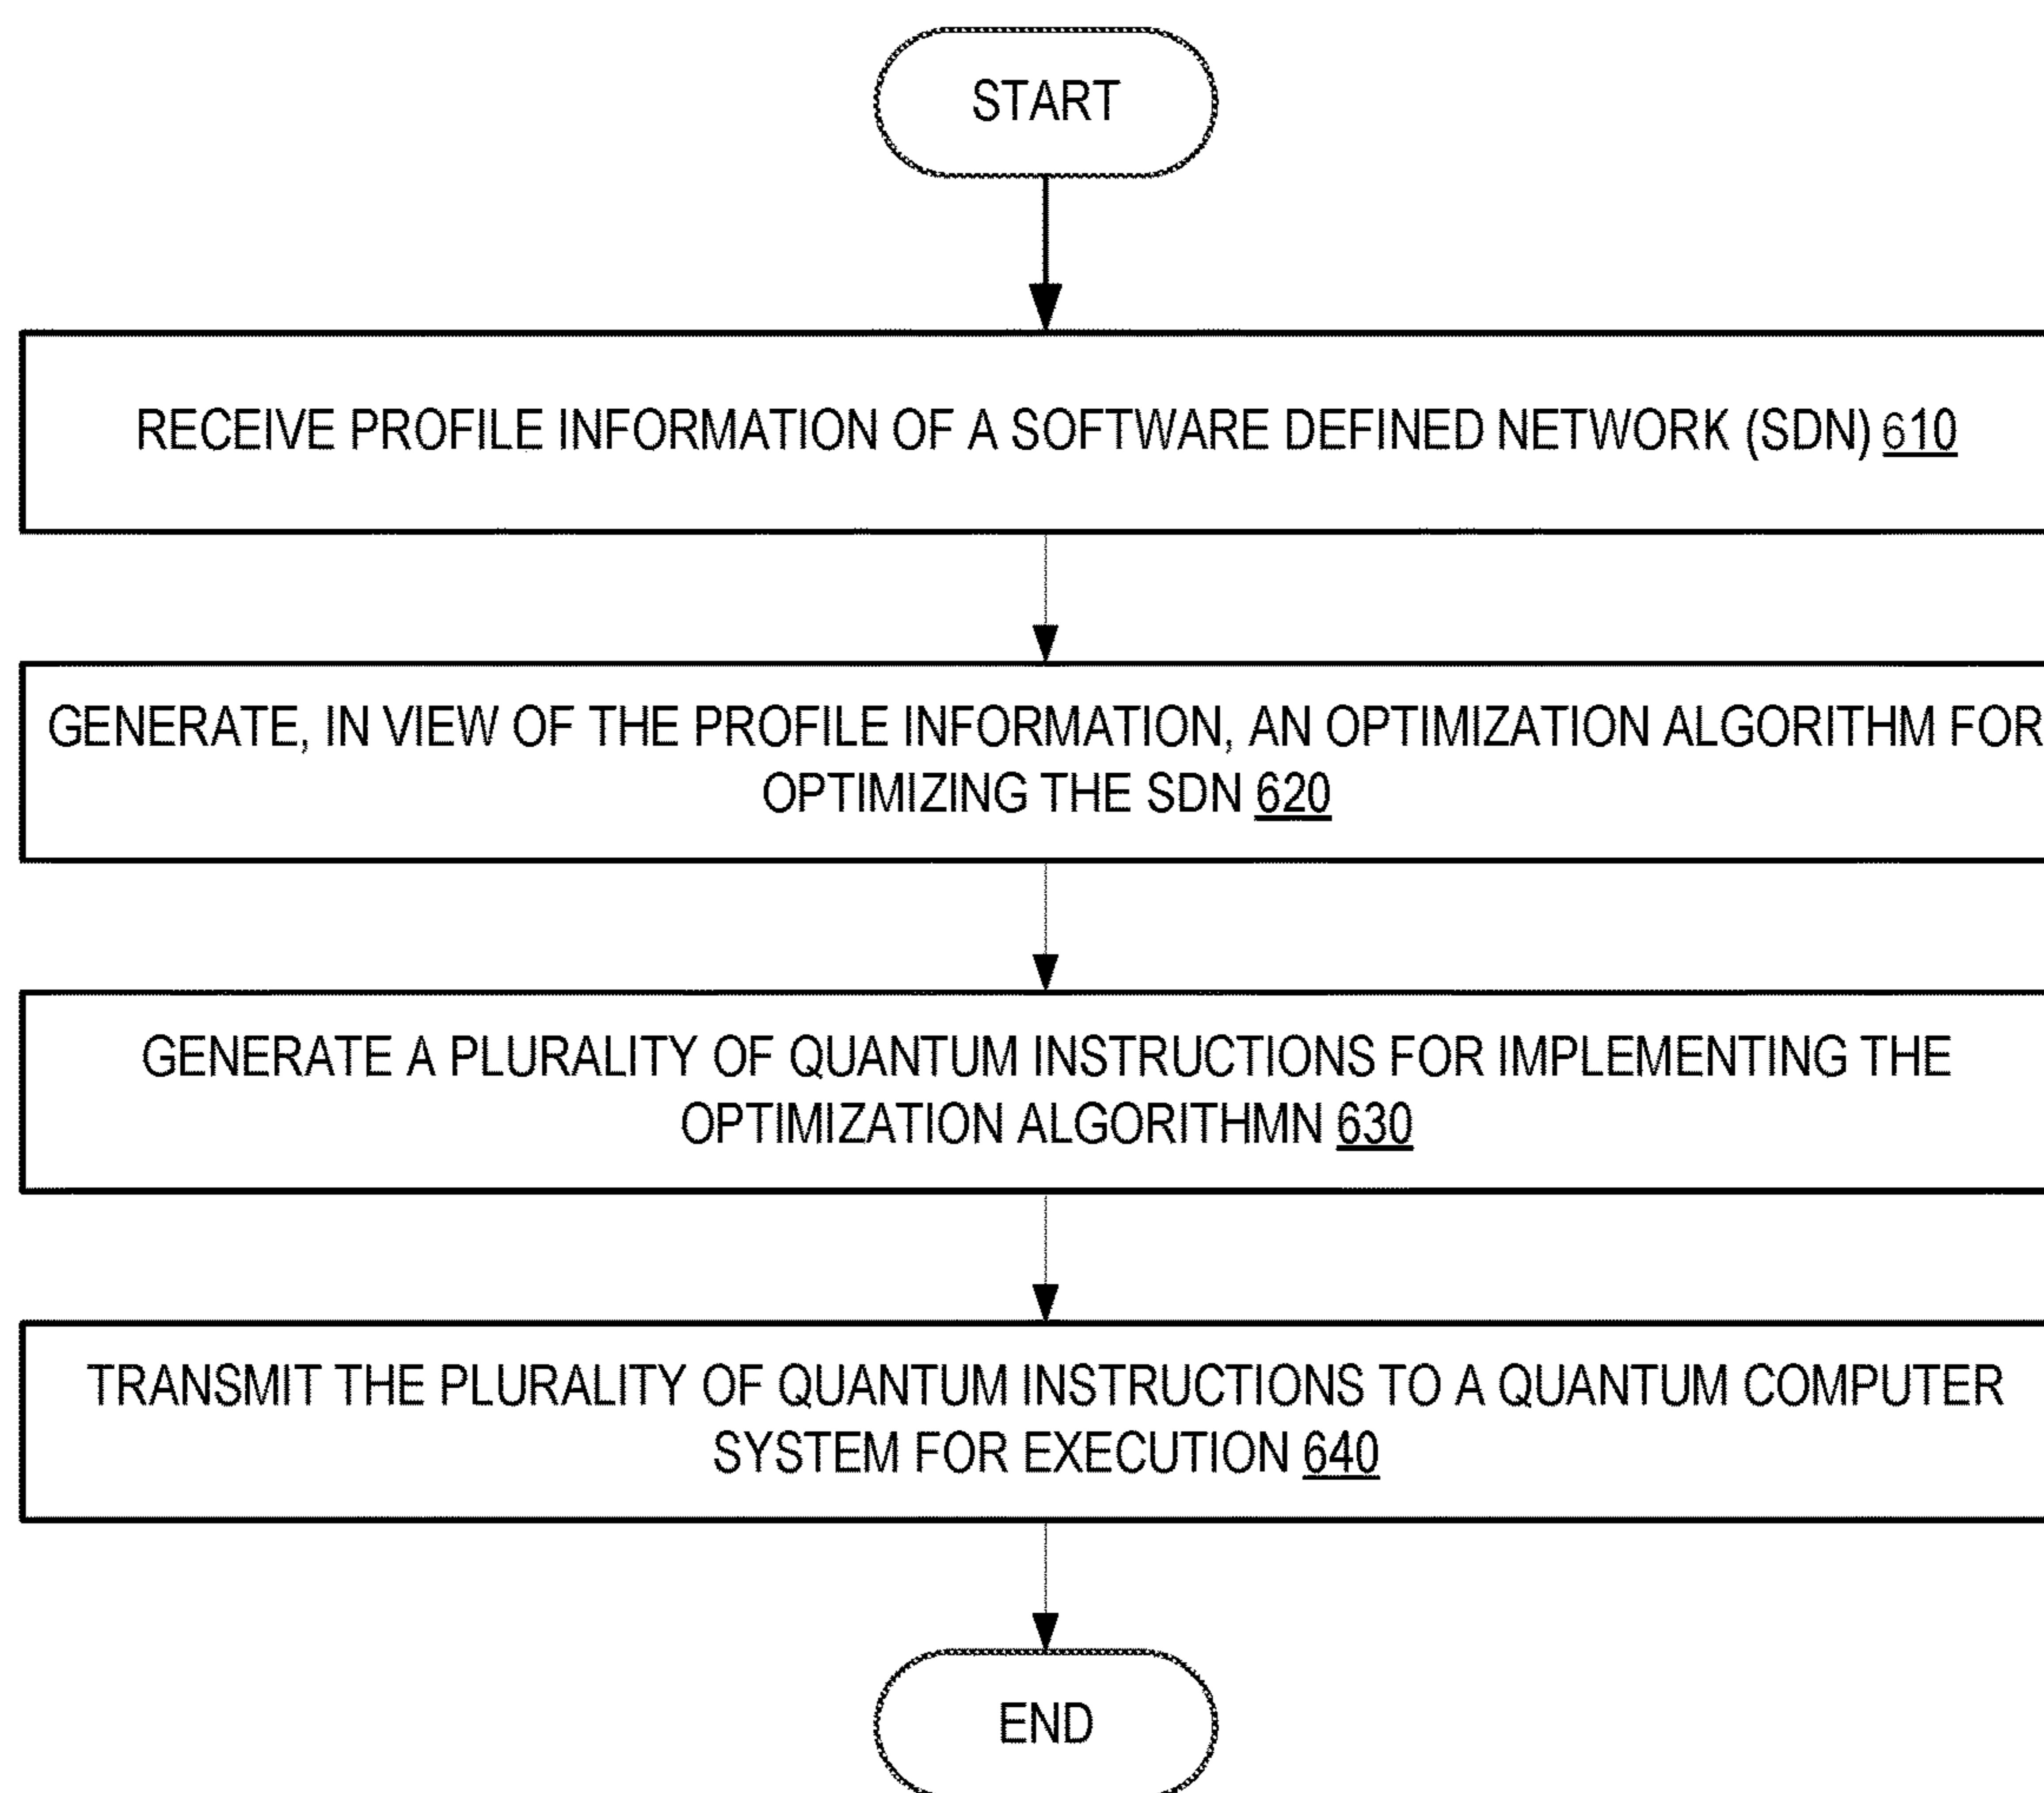 START
RECEIVE PROFILE INFORMATION OF A SOFTWARE DEFINED NETWORK (SDN) 610
GENERATE, IN VIEW OF THE PROFILE INFORMATION, AN OPTIMIZATION ALGORITHM FOR
OPTIMIZING THE SDN 620
GENERATE A PLURALITY OF QUANTUM INSTRUCTIONS FOR IMPLEMENTING THE
OPTIMIZATION ALGORITHMN 630
TRANSMIT THE PLURALITY OF QUANTUM INSTRUCTIONS TO A QUANTUM COMPUTER
SYSTEM FOR EXECUTION 640
END